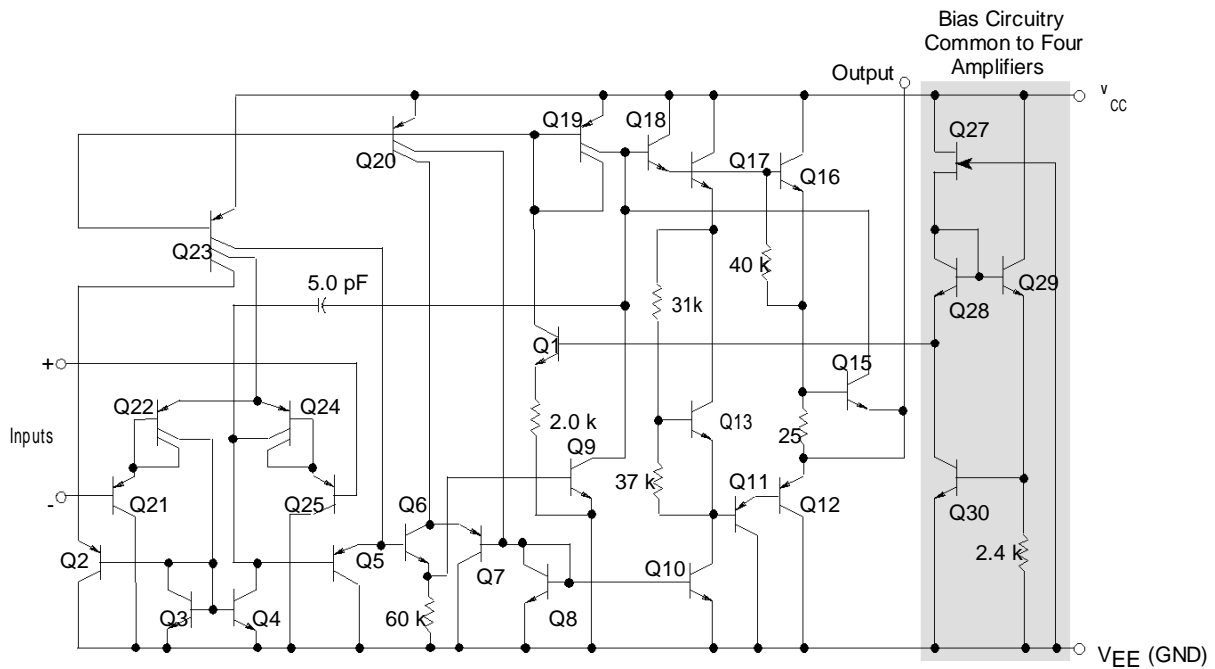 Bias Circuitry
Common to Four
Amplifiers
Output
V
CC
Q19
Q18
Q27
Q20
Q17
Q16
Q23
40 k
5.0 pF
31k
Q28
Q29
Q1
+
Q15
Q22
Q24
2.0 k
Q13
Inputs
25
Q9
37 k
Q11
-
Q21
Q25
Q6
Q12
Q30
Q2
Q5
Q7
Q10
2.4 k
Q3
Q4
60 k
Q8
VEE (GND)